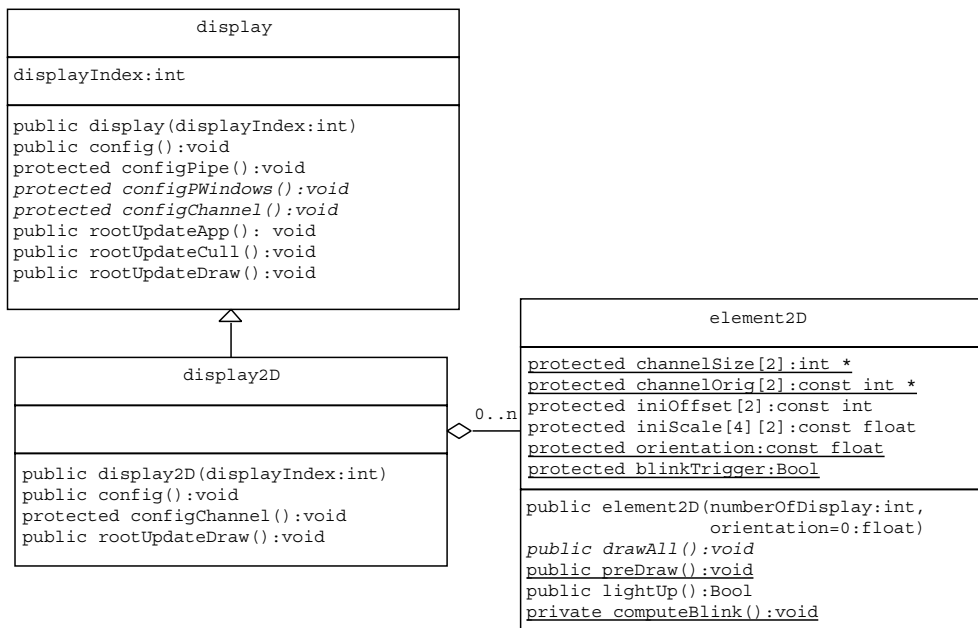 display
displayIndex:int
public display(displayIndex:int)
public config():void
protected configPipe():void
protected configPWindows():void
protected configChannel():void
public rootUpdateApp(): void
public rootUpdateCull():void
public rootUpdateDraw():void
display2D
public display2D(displayIndex:int)
public config():void
protected configChannel():void
public rootUpdateDraw():void
0..n
element2D
protected channelSize[2]:int *
protected channelOrig[2]:const int *
protected iniOffset[2]:const int
protected iniScale[4][2]:const float
protected orientation:const float
protected blinkTrigger:Bool
public element2D(numberOfDisplay:int,
orientation=0:float)
public drawAll():void
public preDraw():void
public lightUp():Bool
private computeBlink():void